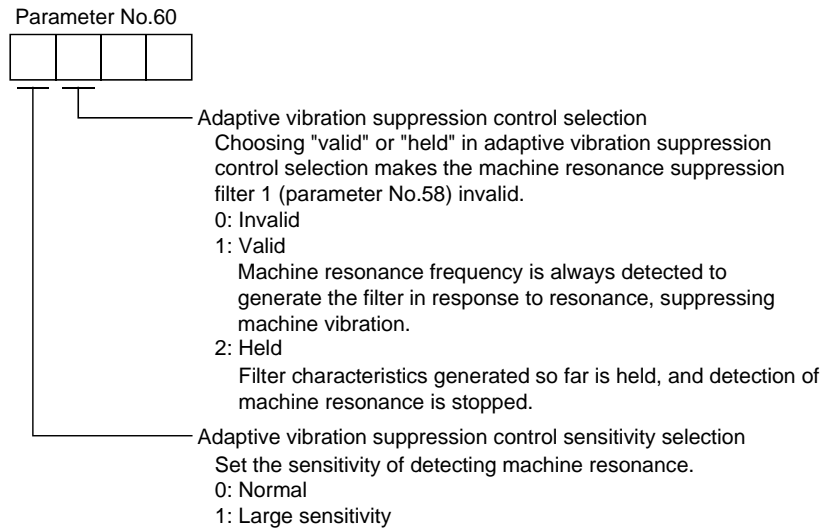 Parameter No.60
Adaptive vibration suppression control selection
Choosing "valid" or "held" in adaptive vibration suppression
control selection makes the machine resonance suppression
filter 1 (parameter No.58) invalid.
0: Invalid
1: Valid
Machine resonance frequency is always detected to
generate the filter in response to resonance, suppressing
machine vibration.
2: Held
Filter characteristics generated so far is held, and detection of
machine resonance is stopped.
Adaptive vibration suppression control sensitivity selection
Set the sensitivity of detecting machine resonance.
0: Normal
1: Large sensitivity